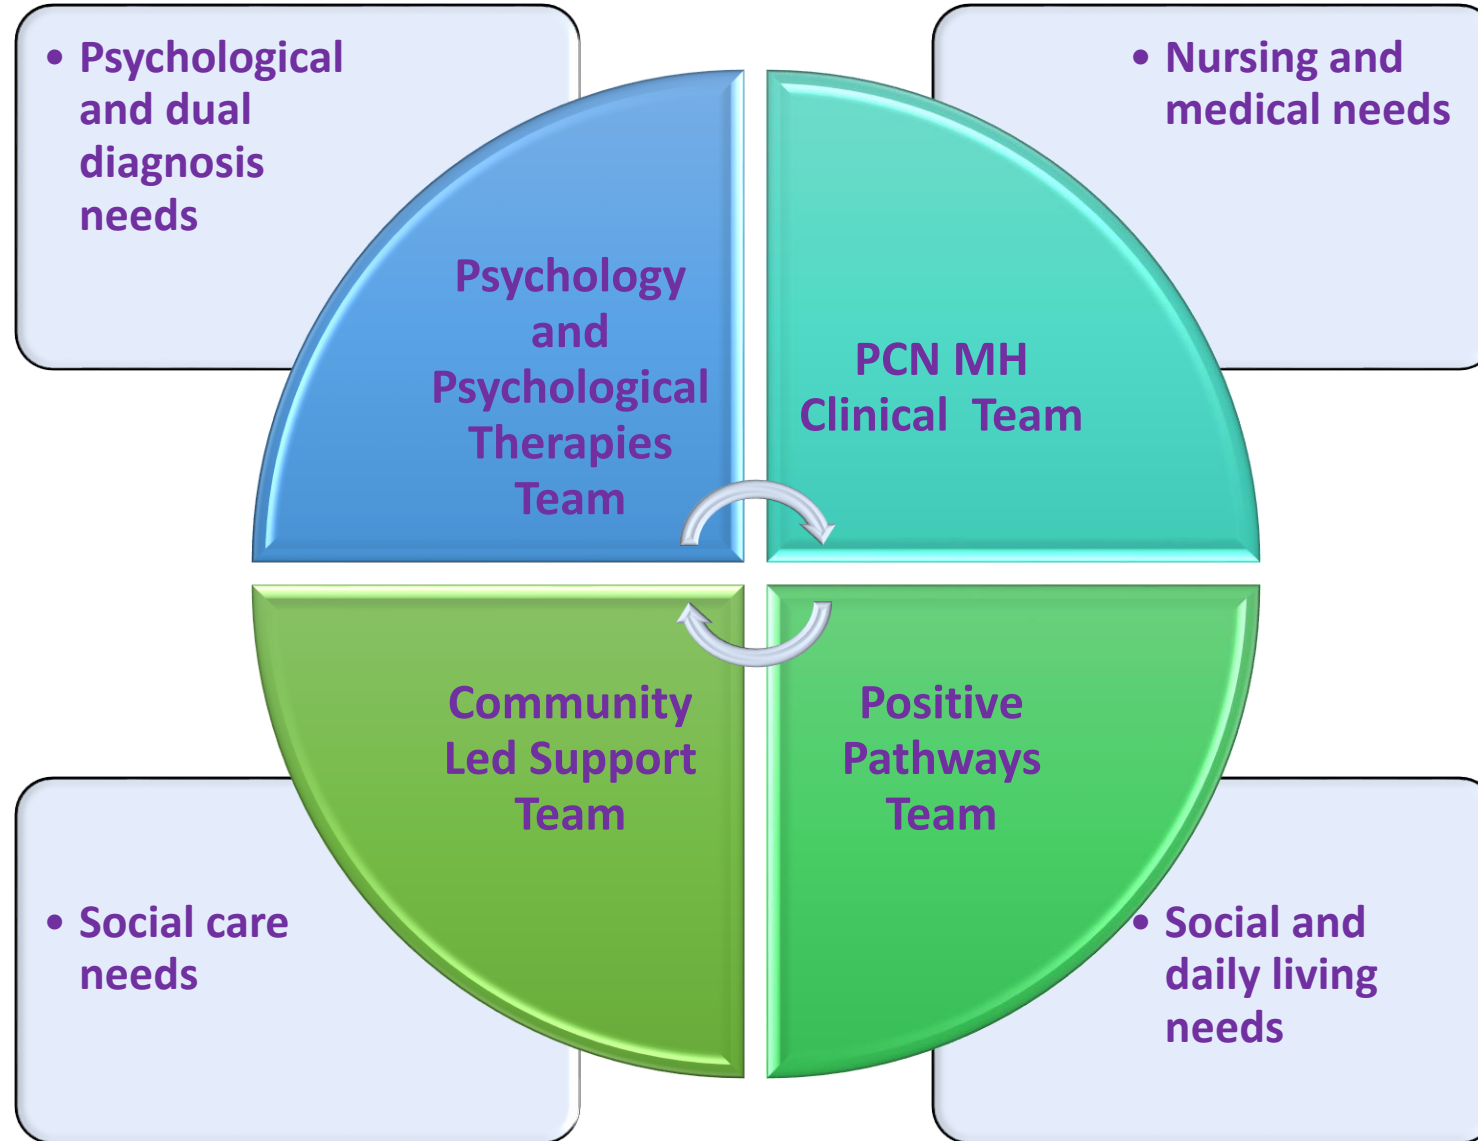 • Psychological
and dual
diagnosis
needs
• Nursing and
medical needs
Psychology
and
Psychological
Therapies
Team
PCN MH
Clinical  Team
Community
Led Support
Team
Positive
Pathways
Team
• Social care
needs
• Social and
daily living
needs